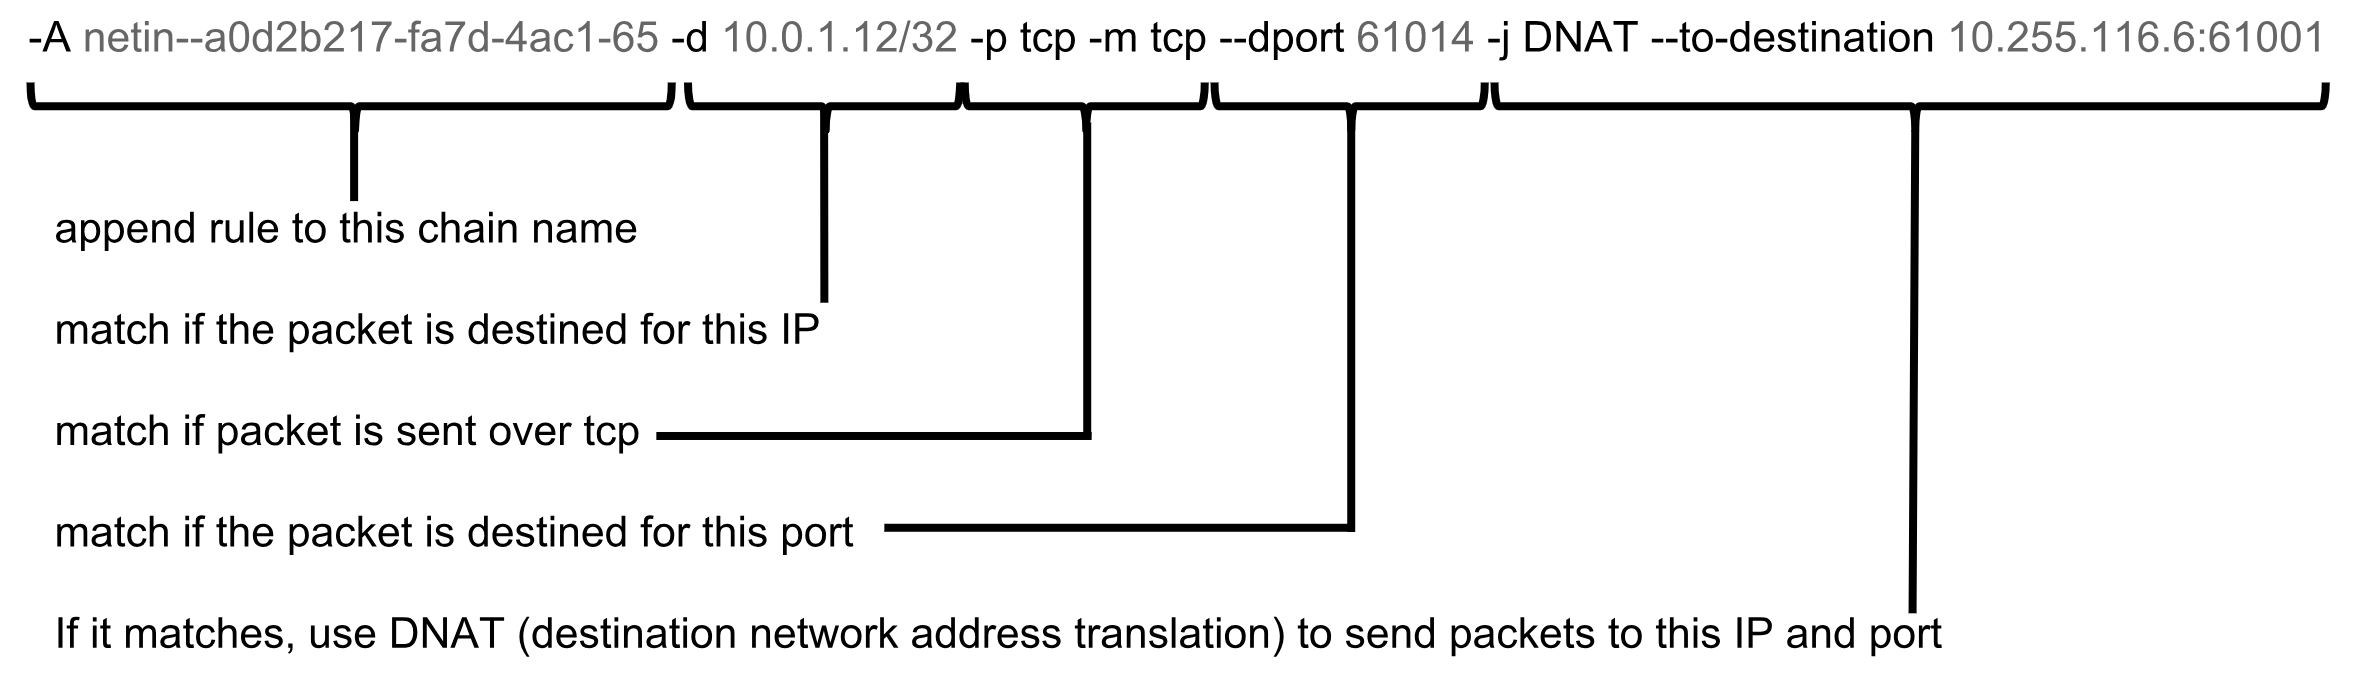 -A netin--a0d2b217-fa7d-4ac1-65 -d 10.0.1.12/32 -p tcp -m tcp --dport 61014 -j DNAT --to-destination 10.255.116.6:61001
append rule to this chain name
match if the packet is destined for this IP
match if packet is sent over tcp
match if the packet is destined for this port
If it matches, use DNAT (destination network address translation) to send packets to this IP and port